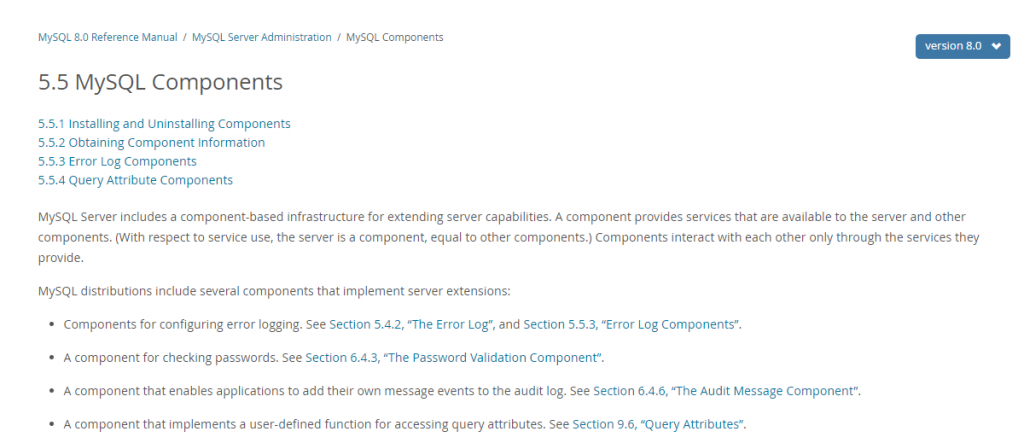 MySQL 8.0 Reference Manual / MySQL Server Administration / MySQL Components
version 8.0
5.5 MySQL Components
5.5.1 Installing and Uninstalling Components
5.5.2 Obtaining Component Information
5.5.3 Error Log Components
5.5.4 Query Attribute Components
MySQL Server includes a component-based infrastructure for extending server capabilities. A component provides services that are available to the server and other
components. (With respect to service use, the server is a component, equal to other components.) Components interact with each other only through the services they
provide.
MySQL distributions include several components that implement server extensions:
• Components for configuring error logging. See Section 5.4.2, “The Error Log”, and Section 5.5.3, “Error Log Components”.
• A component for checking passwords. See Section 6.4.3, “The Password Validation Component”.
• A component that enables applications to add their own message events to the audit log. See Section 6.4.6, “The Audit Message Component”.
• A component that implements a user-defined function for accessing query attributes. See Section 9.6, “Query Attributes”.